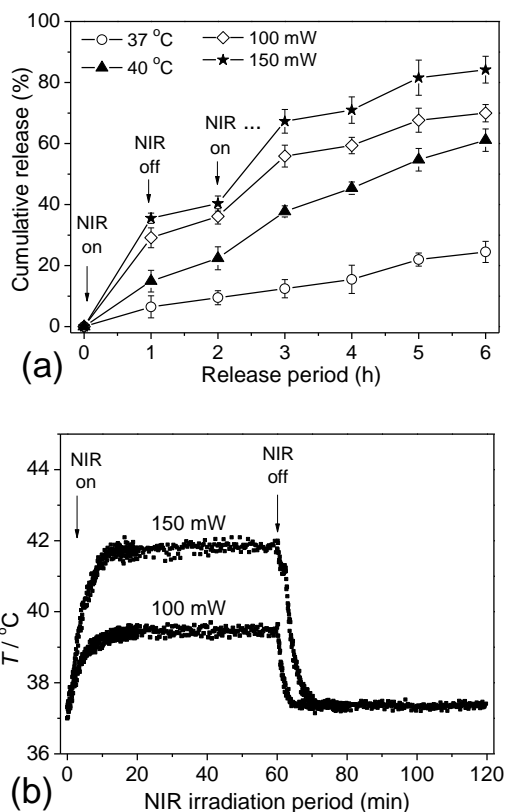 100
80
60
40
20
0
Cumulative release (%)
37 °C
40 °C
100 mW
150 mW
NIR
on
NIR
off
NIR ...
on
0 1 2 3 4 5 6
Release period (h)
(a)
44
42
40
38
36
T / °C
NIR
on
NIR
off
150 mW
100 mW
0 20 40 60 80 100 120
NIR irradiation period (min)
(b)